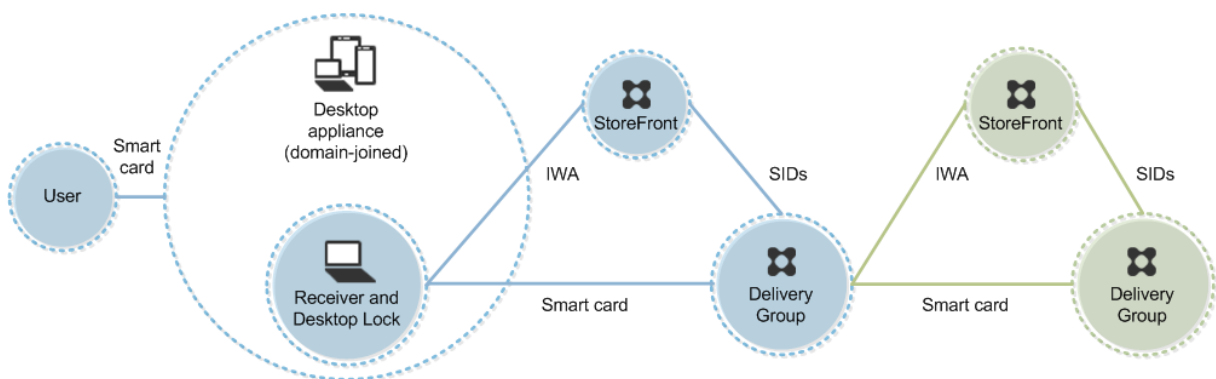 User
Smart
card
Desktop
appliance
(domain-joined)
Receiver and
Desktop Lock
IWA
StoreFront
SIDs
Smart card
Delivery
Group
IWA
StoreFront
SIDs
Smart card
Delivery
Group